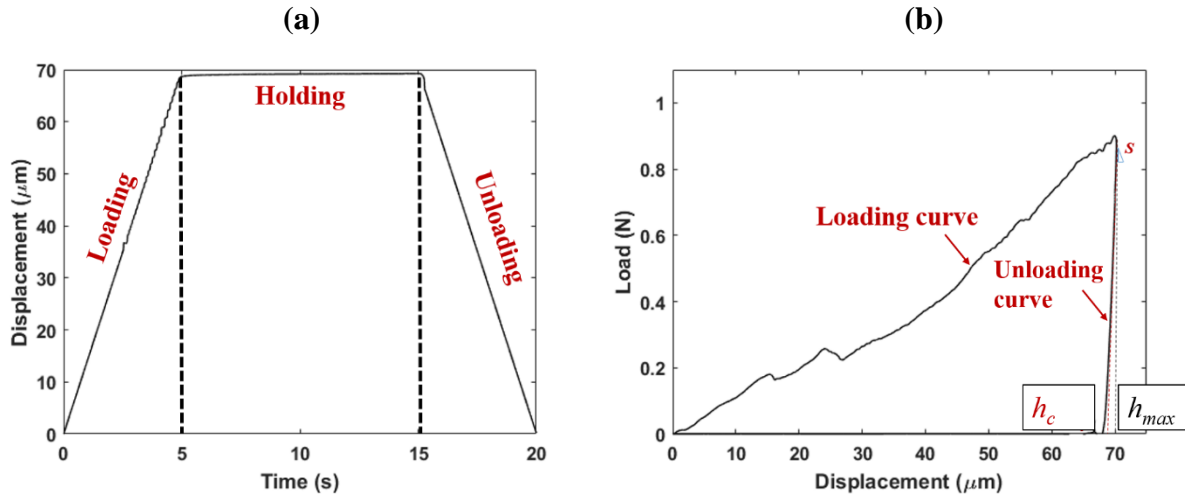 (a)
70
60
50
40
30
20
10
0
Displacement (μm)
Loading
Holding
Unloading
0
5
10
15
20
Time (s)
(b)
1
0.8
0.6
0.4
0.2
0
Load (N)
s
Loading curve
Unloading
curve
h_c
h_max
0
10
20
30
40
50
60
70
Displacement (μm)